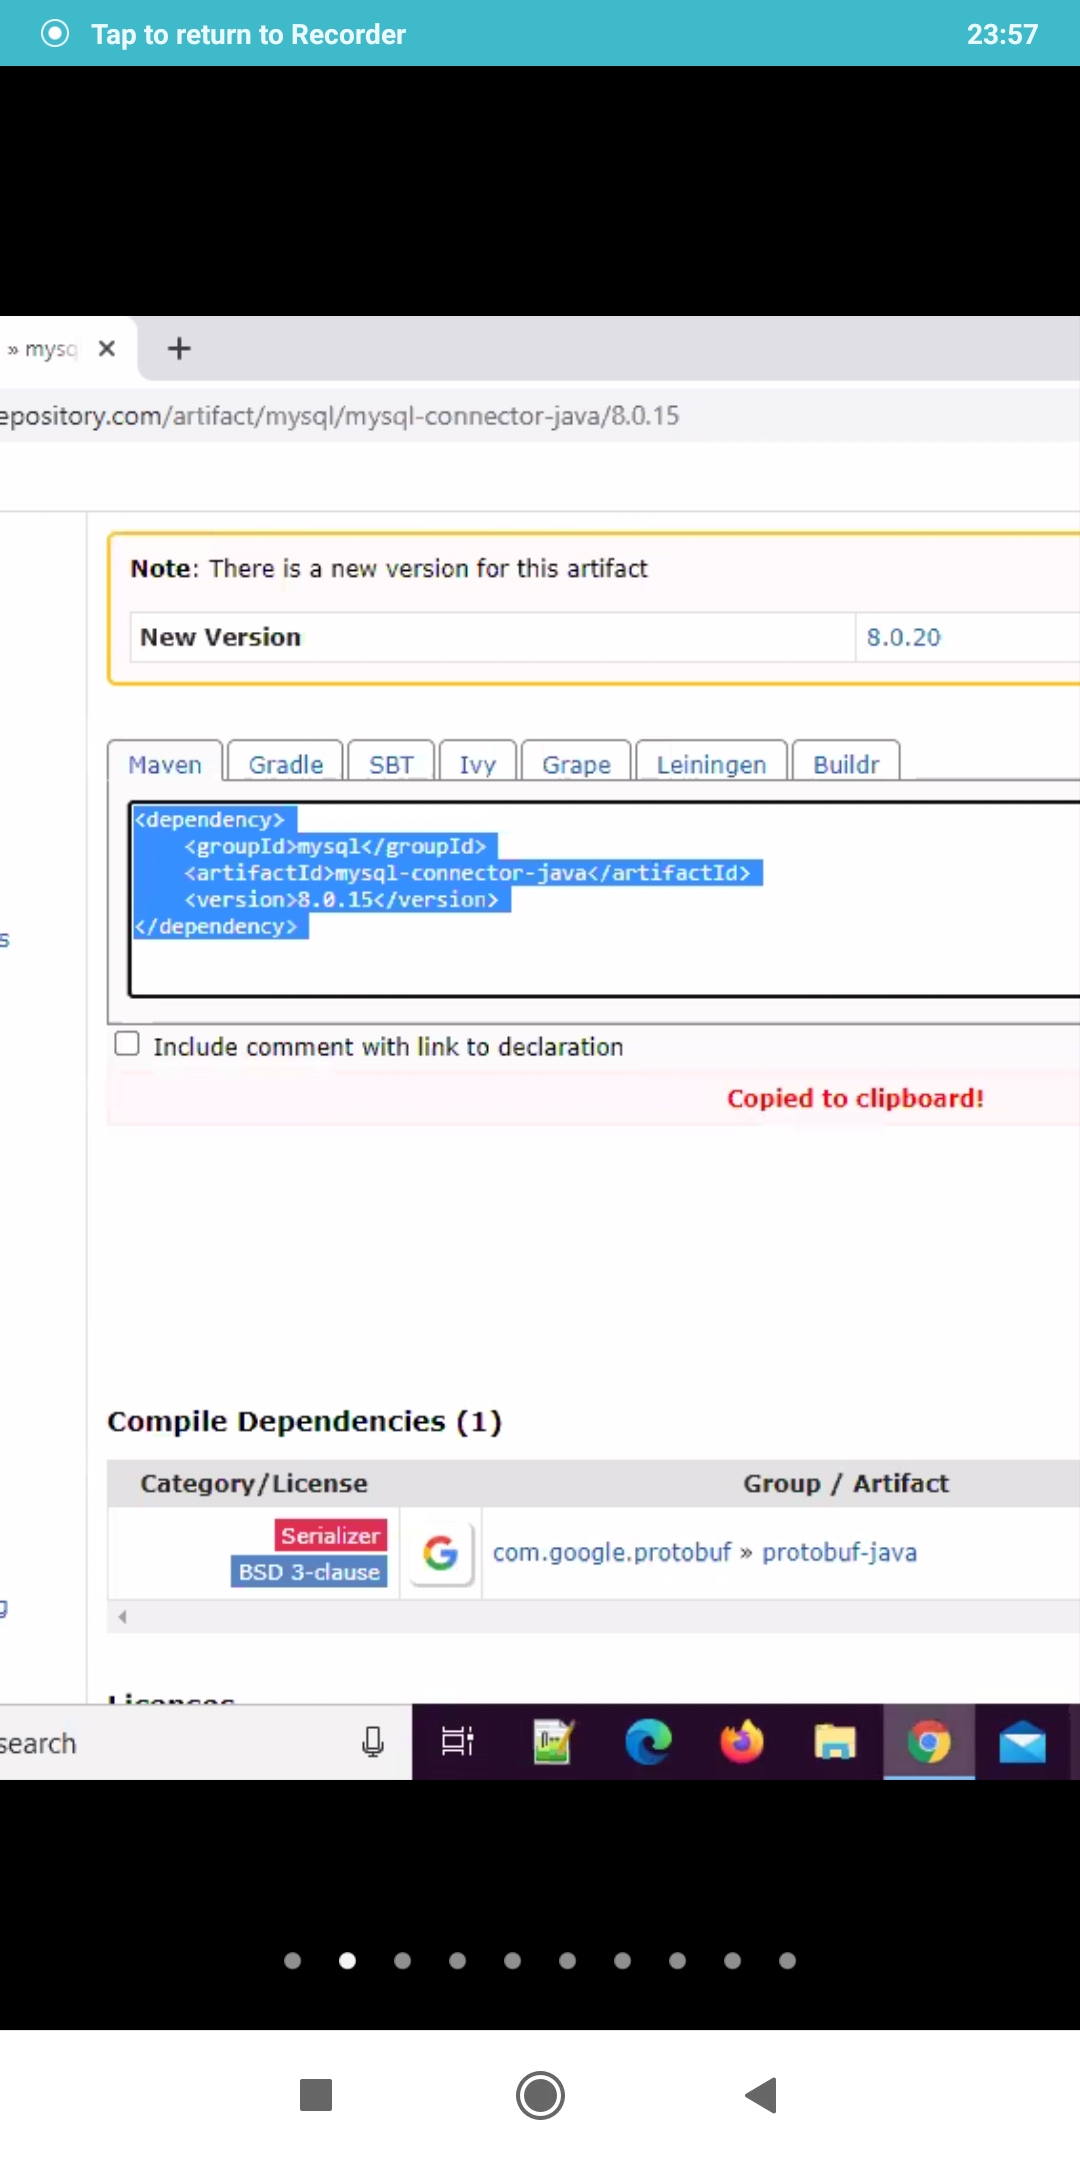 Tap to return to Recorder 23:57
» mysq
epository.com/artifact/mysql/mysql-connector-java/8.0.15
Note: There is a new version for this artifact
New Version 8.0.20
Maven Gradle SBT Ivy Grape Leiningen Buildr
<dependency>
    <groupId>mysql</groupId>
    <artifactId>mysql-connector-java</artifactId>
    <version>8.0.15</version>
</dependency>
s
Include comment with link to declaration
Copied to clipboard!
Compile Dependencies (1)
Category/License Group / Artifact
Serializer
BSD 3-clause
com.google.protobuf » protobuf-java
g
Licenses
search